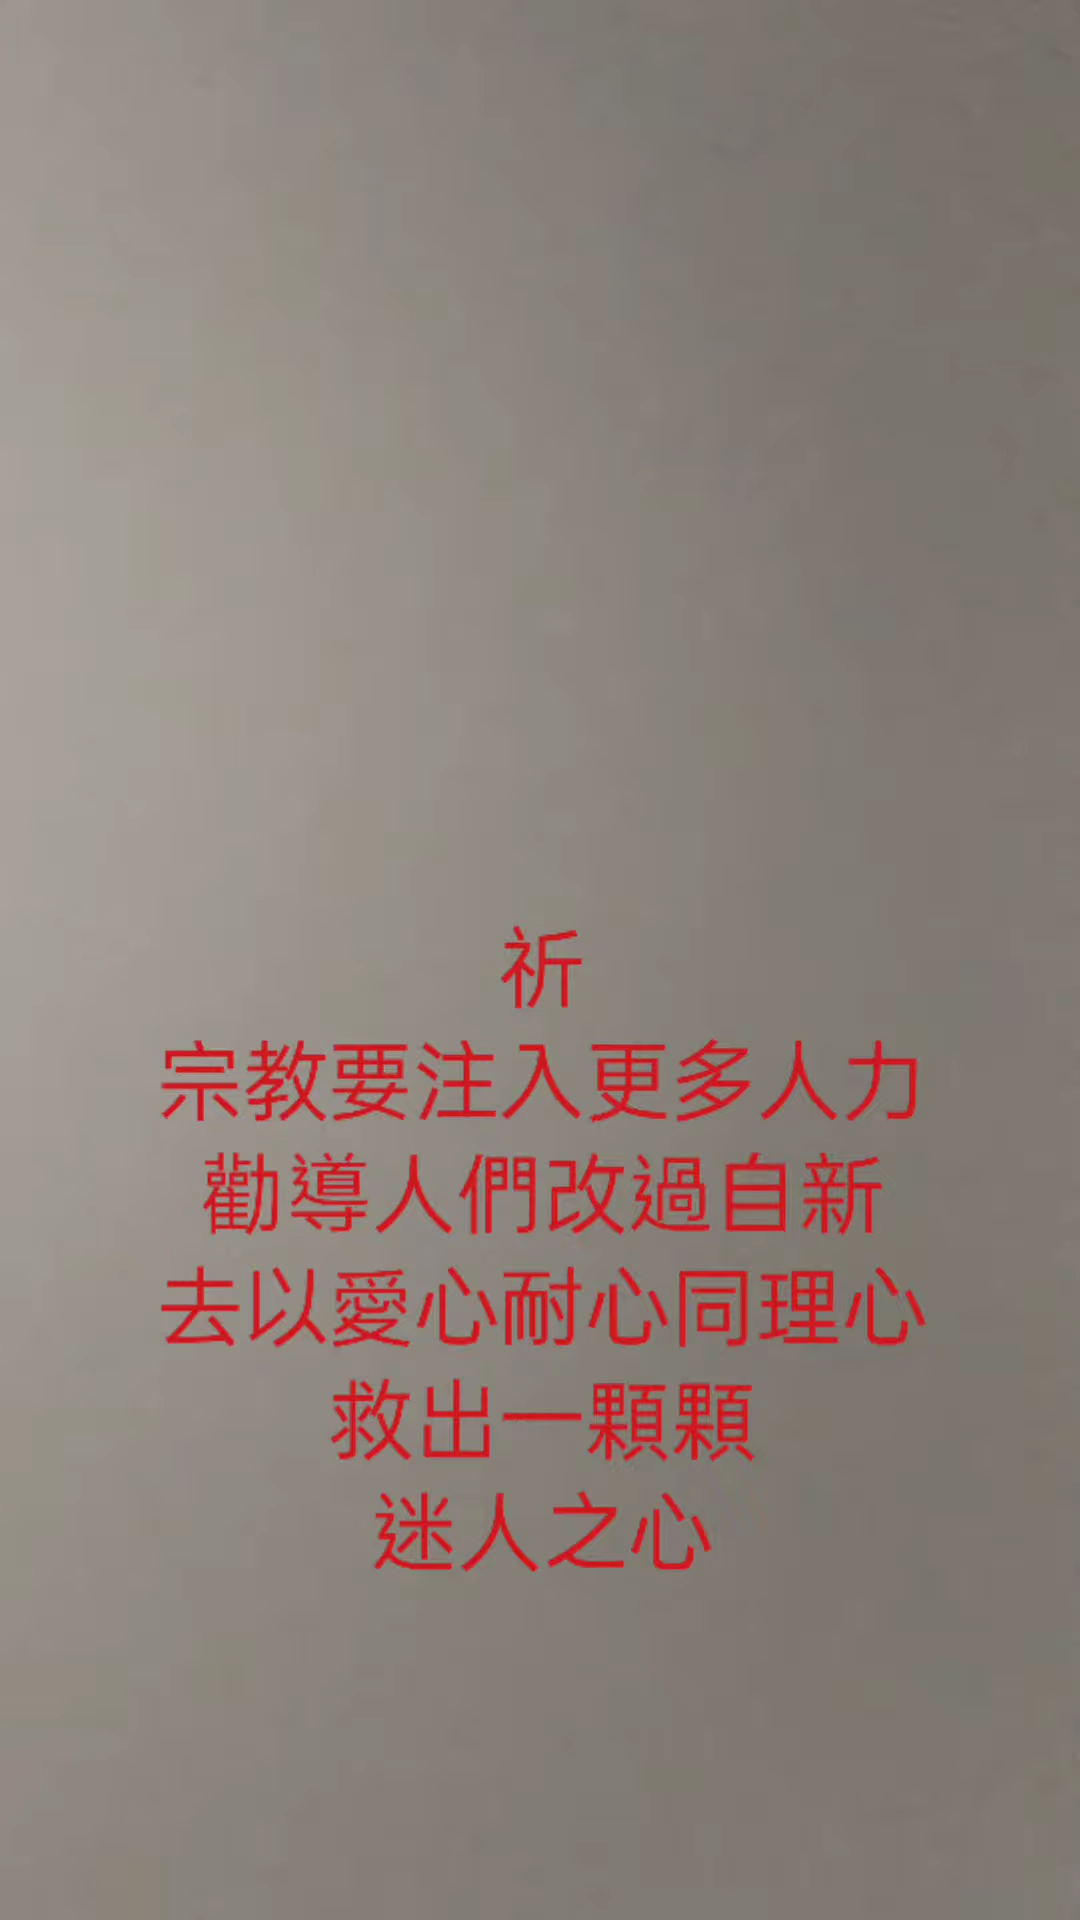 祈
宗教要注入更多人力
勸導人們改過自新
去以愛心耐心同理心
救出一顆顆
迷人之心